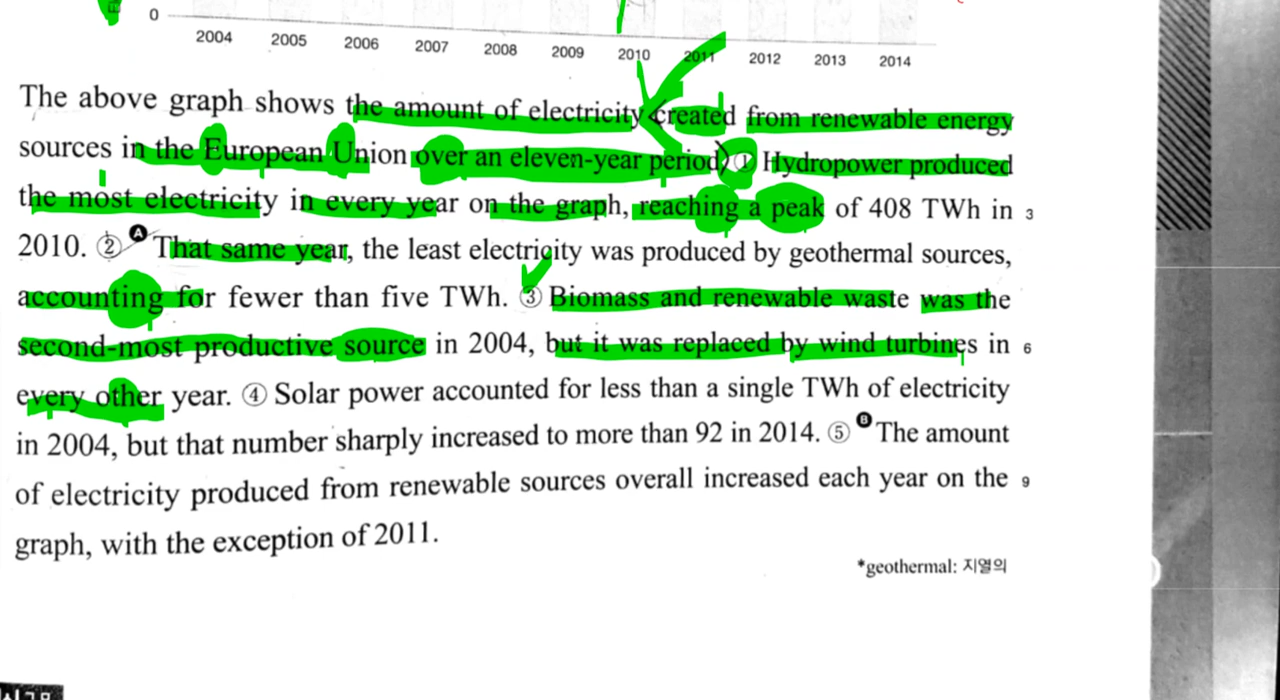 0
2004 2005 2006 2007 2008 2009 2010 2011 2012 2013 2014
The above graph shows the amount of electricity created from renewable energy
sources in the European Union over an eleven-year period. ① Hydropower produced
the most electricity in every year on the graph, reaching a peak of 408 TWh in 3
2010. ② A That same year, the least electricity was produced by geothermal sources,
accounting for fewer than five TWh. ③ Biomass and renewable waste was the
second-most productive source in 2004, but it was replaced by wind turbines in 6
every other year. ④ Solar power accounted for less than a single TWh of electricity
in 2004, but that number sharply increased to more than 92 in 2014. ⑤ B The amount
of electricity produced from renewable sources overall increased each year on the 9
graph, with the exception of 2011.
*geothermal: 지열의